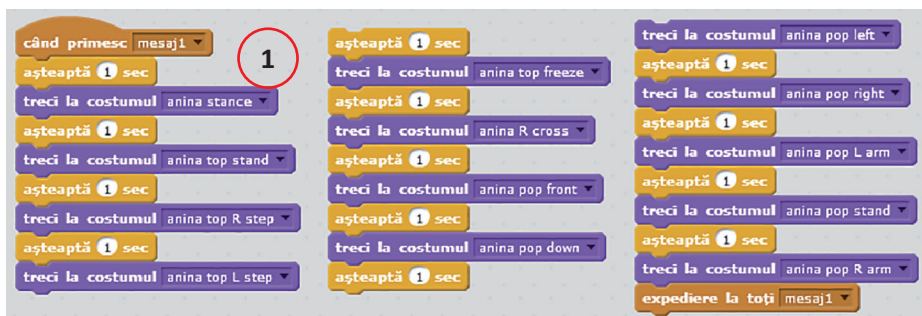 când primesc mesaj1
așteaptă 1 sec
treci la costumul anina stance
așteaptă 1 sec
treci la costumul anina top stand
așteaptă 1 sec
treci la costumul anina top R step
așteaptă 1 sec
treci la costumul anina top L step
1
așteaptă 1 sec
treci la costumul anina top freeze
așteaptă 1 sec
treci la costumul anina R cross
așteaptă 1 sec
treci la costumul anina pop front
așteaptă 1 sec
treci la costumul anina pop down
așteaptă 1 sec
treci la costumul anina pop left
așteaptă 1 sec
treci la costumul anina pop right
așteaptă 1 sec
treci la costumul anina pop L arm
așteaptă 1 sec
treci la costumul anina pop stand
așteaptă 1 sec
treci la costumul anina pop R arm
expediere la toți mesaj1